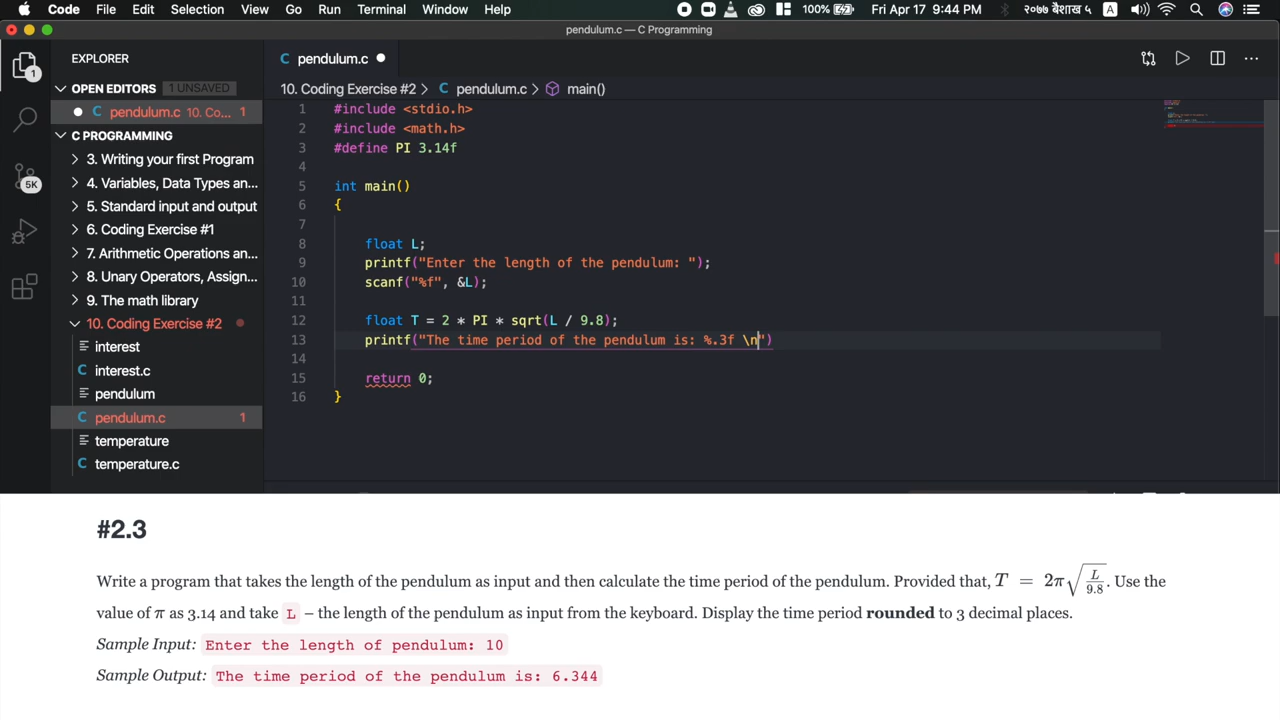 Code File Edit Selection View Go Run Terminal Window Help 100% Fri Apr 17 9:44 PM २०७७ बैशाख ५ A
pendulum.c — C Programming
EXPLORER
OPEN EDITORS 1 UNSAVED
pendulum.c 10. Co... 1
C PROGRAMMING
3. Writing your first Program
4. Variables, Data Types an...
5. Standard input and output
6. Coding Exercise #1
7. Arithmetic Operations an...
8. Unary Operators, Assign...
9. The math library
10. Coding Exercise #2
interest
C interest.c
pendulum
C pendulum.c 1
temperature
C temperature.c
1
5K
C pendulum.c
10. Coding Exercise #2 > C pendulum.c > main()
1 #include <stdio.h>
2 #include <math.h>
3 #define PI 3.14f
4
5 int main()
6 {
7
8 float L;
9 printf("Enter the length of the pendulum: ");
10 scanf("%f", &L);
11
12 float T = 2 * PI * sqrt(L / 9.8);
13 printf("The time period of the pendulum is: %.3f \n")
14
15 return 0;
16 }
#2.3
Write a program that takes the length of the pendulum as input and then calculate the time period of the pendulum. Provided that, T = 2π√(L/9.8). Use the
value of π as 3.14 and take L – the length of the pendulum as input from the keyboard. Display the time period rounded to 3 decimal places.
Sample Input: Enter the length of pendulum: 10
Sample Output: The time period of the pendulum is: 6.344